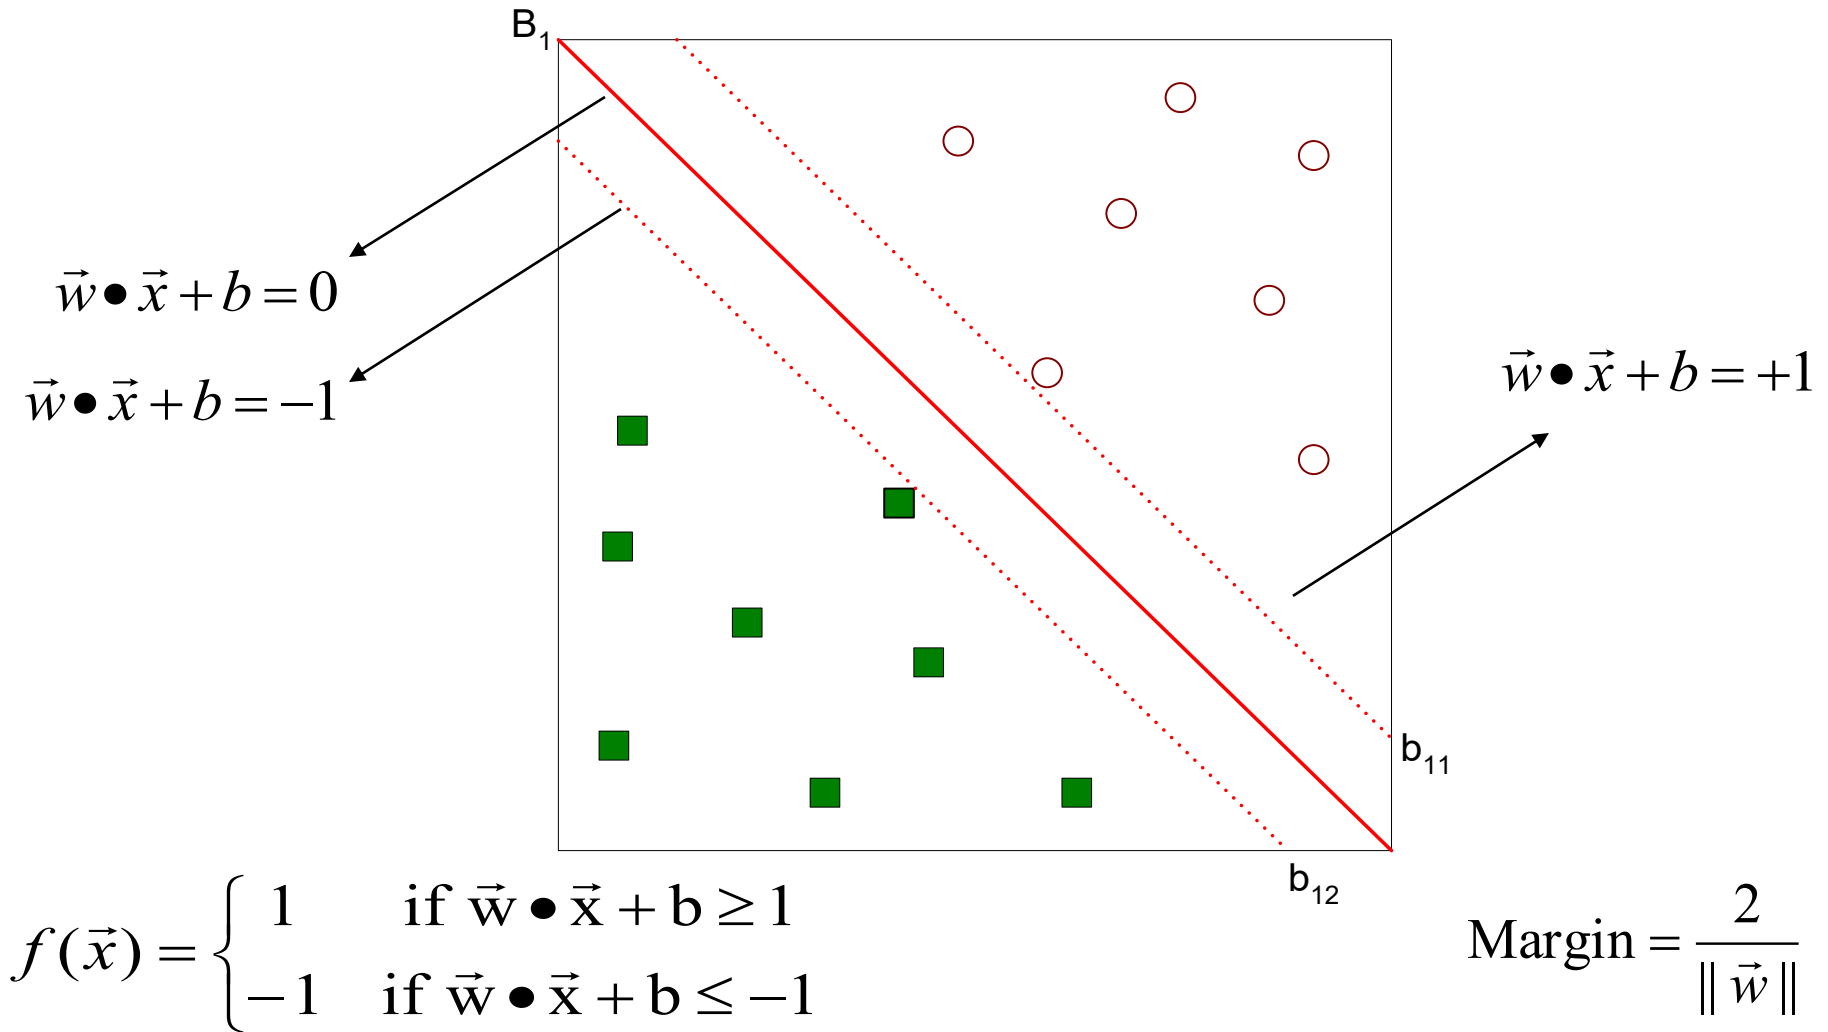 B₁
w⃗ • x⃗ + b = 0
w⃗ • x⃗ + b = −1
w⃗ • x⃗ + b = +1
b₁₁
b₁₂
f(x⃗) = { 1 if w⃗ • x⃗ + b ≥ 1
−1 if w⃗ • x⃗ + b ≤ −1
Margin = 2 / ‖ w⃗ ‖